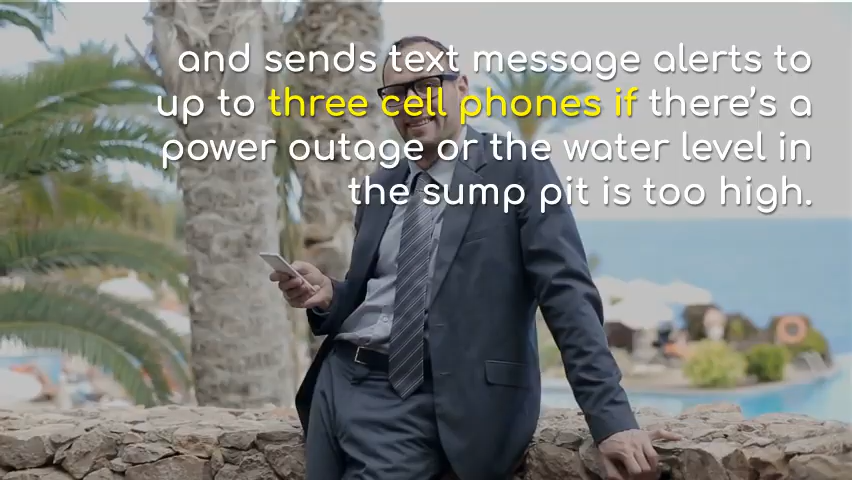 and sends text message alerts to
up to three cell phones if there's a
power outage or the water level in
the sump pit is too high.